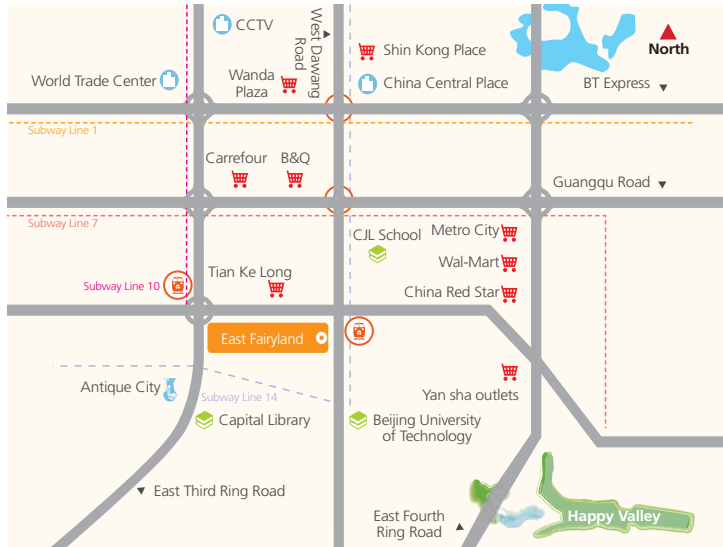 CCTV
West Dawang
Road
Shin Kong Place
North
World Trade Center
Wanda
Plaza
China Central Place
BT Express
Subway Line 1
Carrefour
B&Q
Guangqu Road
Subway Line 7
CJL School
Metro City
Wal-Mart
Tian Ke Long
Subway Line 10
China Red Star
East Fairyland
Antique City
Subway Line 14
Yan sha outlets
Capital Library
Beijing University
of Technology
East Third Ring Road
East Fourth
Ring Road
Happy Valley